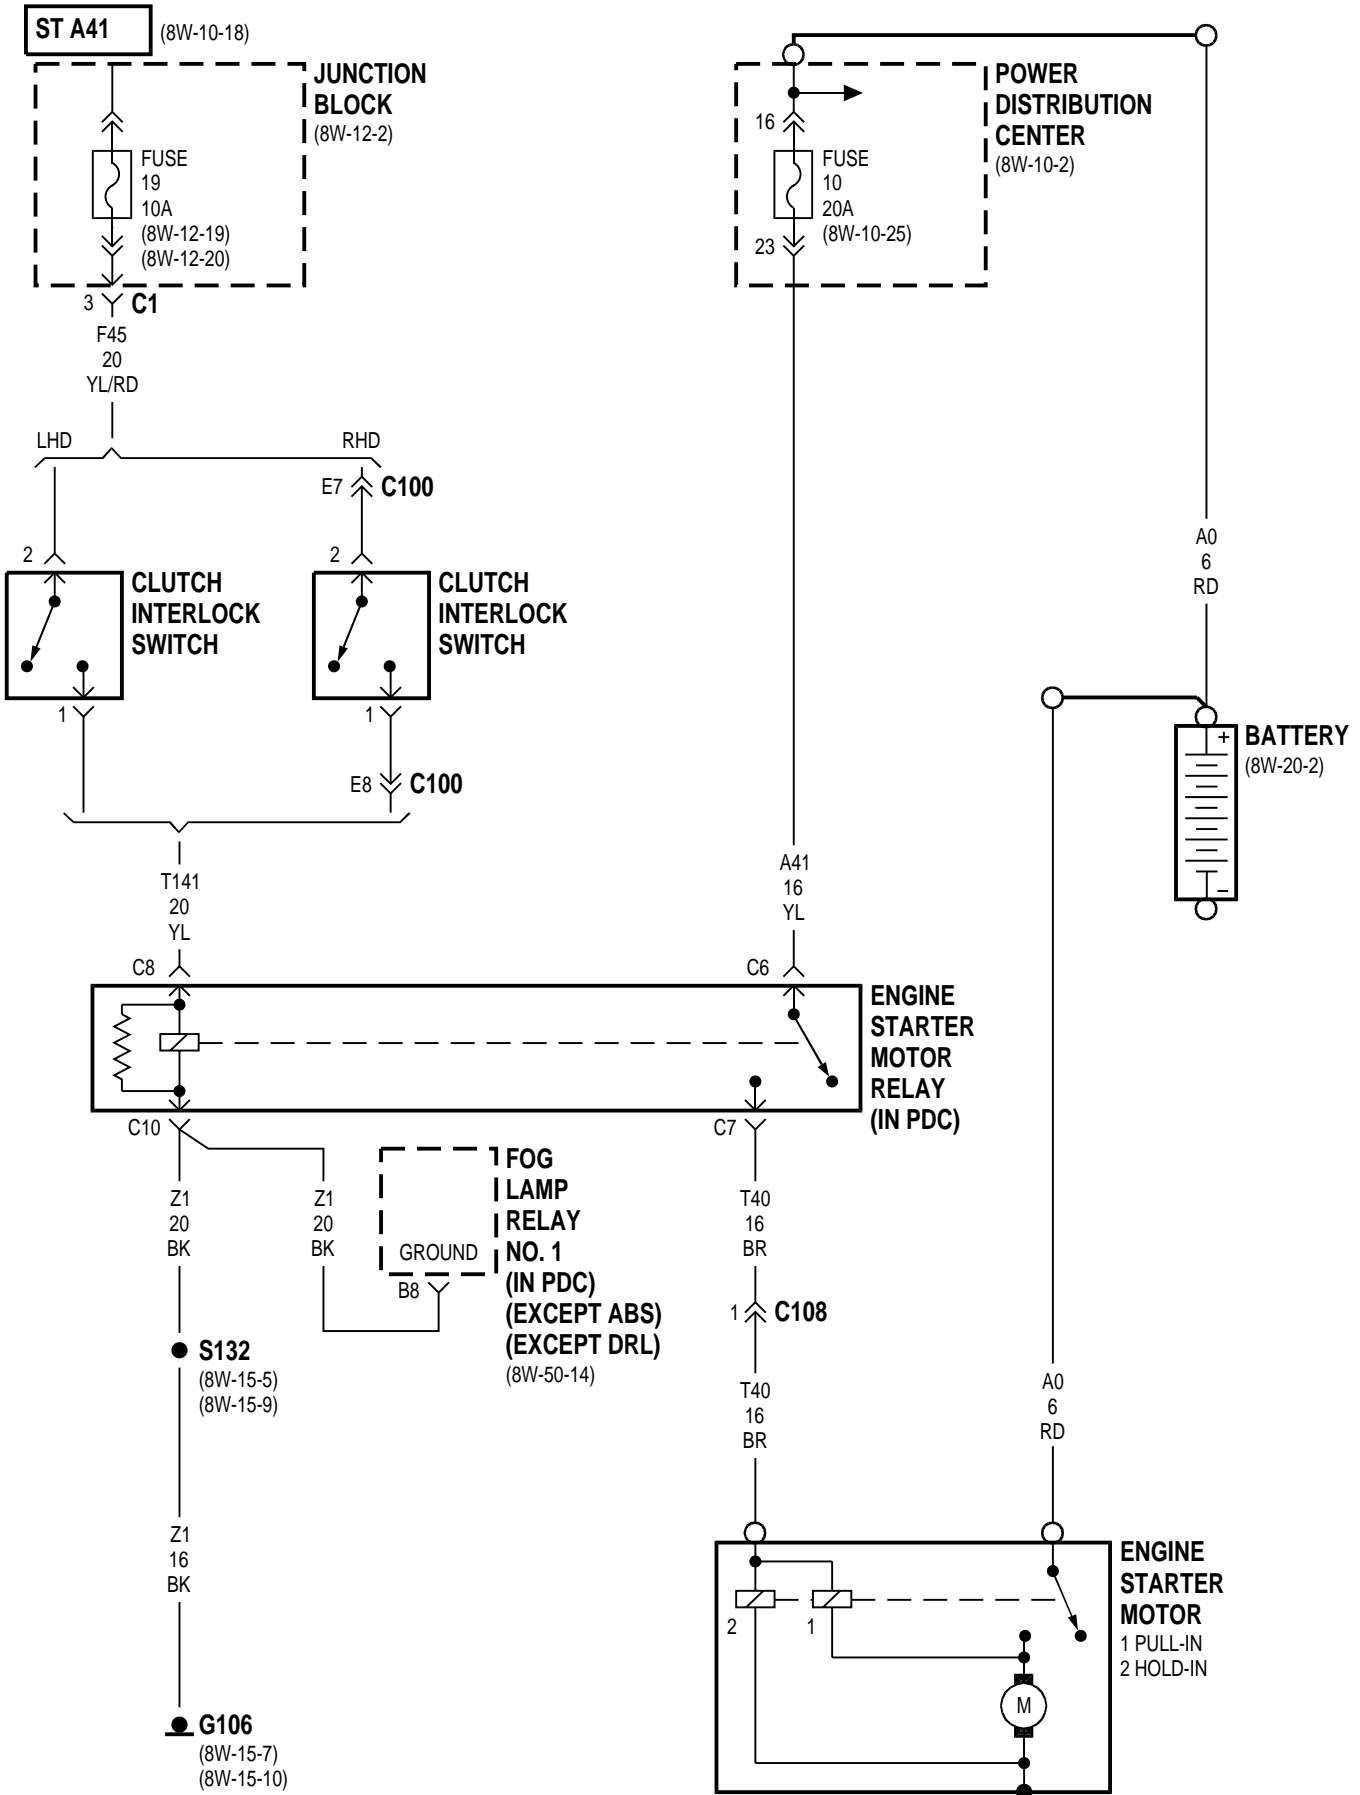 ST A41
(8W-10-18)
JUNCTION
BLOCK
(8W-12-2)
FUSE
19
10A
(8W-12-19)
(8W-12-20)
3
C1
F45
20
YL/RD
POWER
DISTRIBUTION
CENTER
(8W-10-2)
16
FUSE
10
20A
(8W-10-25)
23
LHD
RHD
E7
C100
2
CLUTCH
INTERLOCK
SWITCH
1
2
CLUTCH
INTERLOCK
SWITCH
1
E8
C100
A0
6
RD
BATTERY
(8W-20-2)
+
–
T141
20
YL
A41
16
YL
C8
C6
ENGINE
STARTER
MOTOR
RELAY
(IN PDC)
C10
C7
Z1
20
BK
Z1
20
BK
GROUND
B8
FOG
LAMP
RELAY
NO. 1
(IN PDC)
(EXCEPT ABS)
(EXCEPT DRL)
(8W-50-14)
T40
16
BR
1
C108
T40
16
BR
A0
6
RD
S132
(8W-15-5)
(8W-15-9)
Z1
16
BK
G106
(8W-15-7)
(8W-15-10)
2
1
M
ENGINE
STARTER
MOTOR
1 PULL-IN
2 HOLD-IN